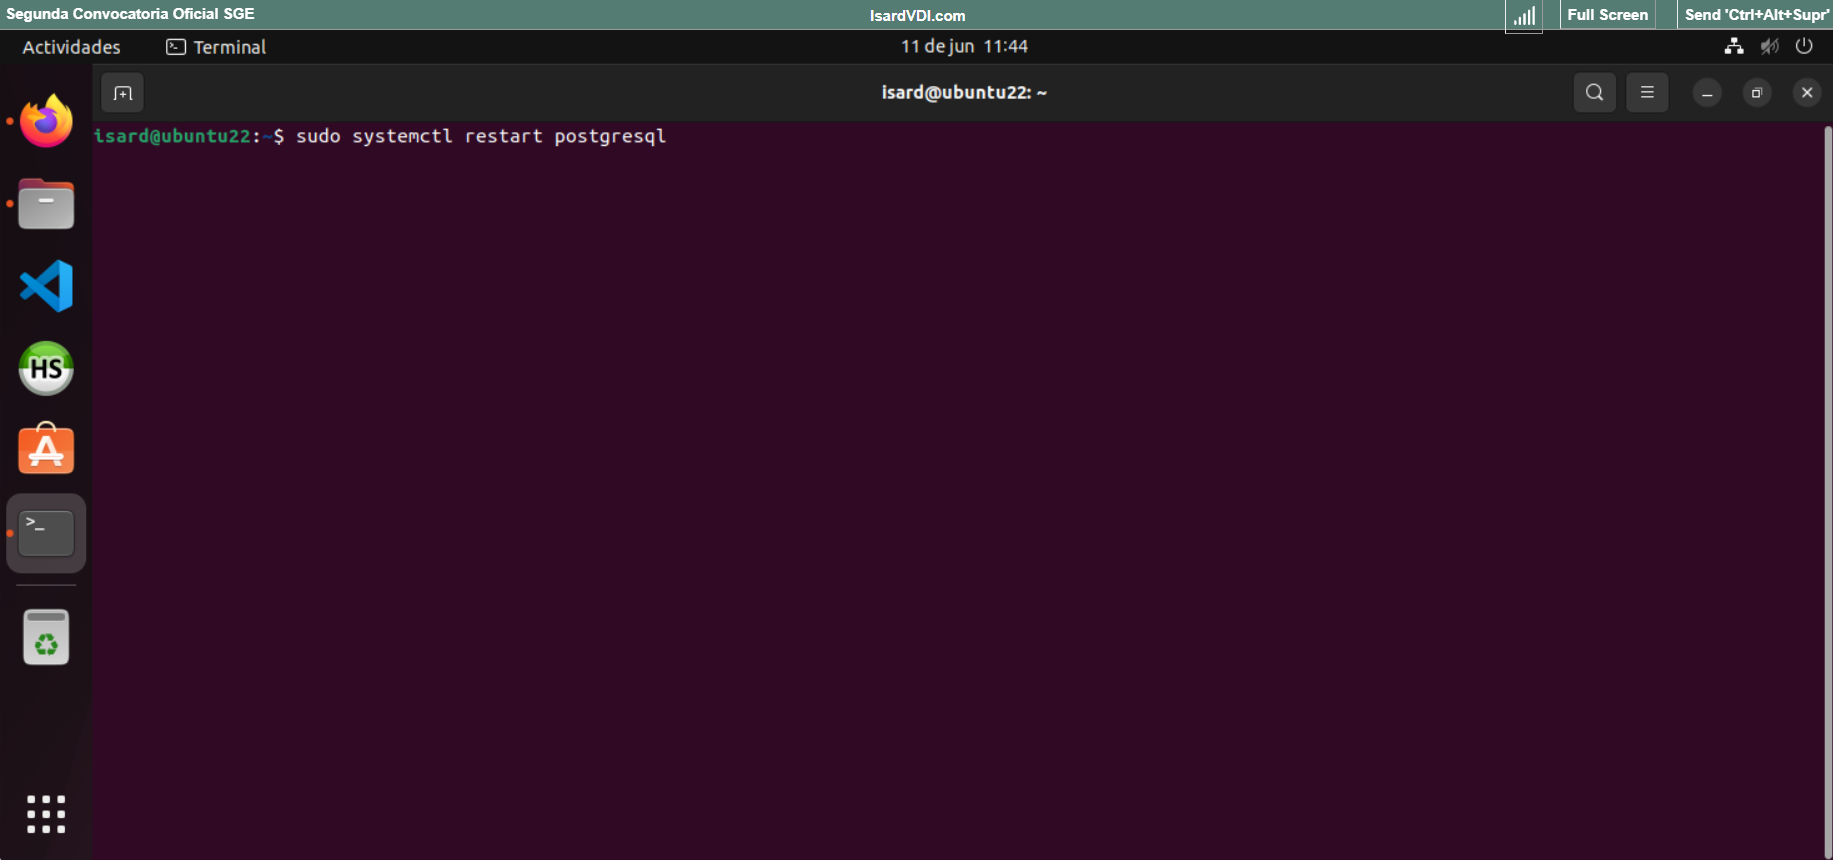 Segunda Convocatoria Oficial SGE
IsardVDI.com
Full Screen
Send 'Ctrl+Alt+Supr'
Actividades
Terminal
11 de jun 11:44
isard@ubuntu22: ~
isard@ubuntu22:~$ sudo systemctl restart postgresql
HS
>_